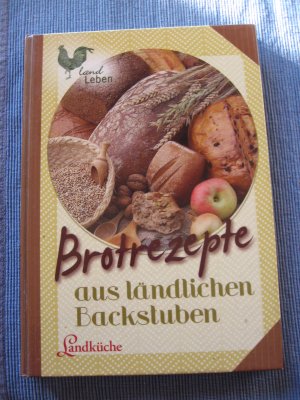 land
Leben
Brotrezepte
aus ländlichen
Backstuben
Landküche